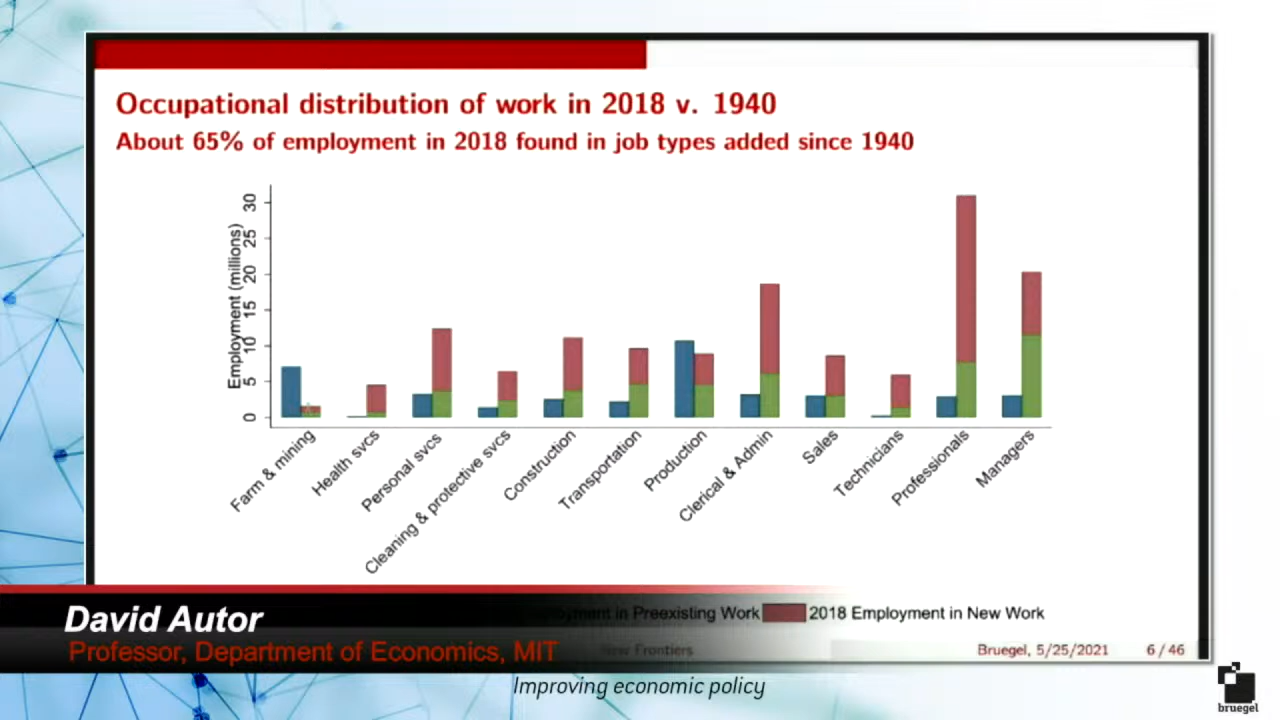 Occupational distribution of work in 2018 v. 1940
About 65% of employment in 2018 found in job types added since 1940
Employment (millions)
30
25
20
15
10
5
0
Farm & mining
Health svcs
Personal svcs
Cleaning & protective svcs
Construction
Transportation
Production
Clerical & Admin
Sales
Technicians
Professionals
Managers
in Preexisting Work 2018 Employment in New Work
David Autor
Professor, Department of Economics, MIT
New Frontiers Bruegel, 5/25/2021 6 / 46
Improving economic policy
bruegel